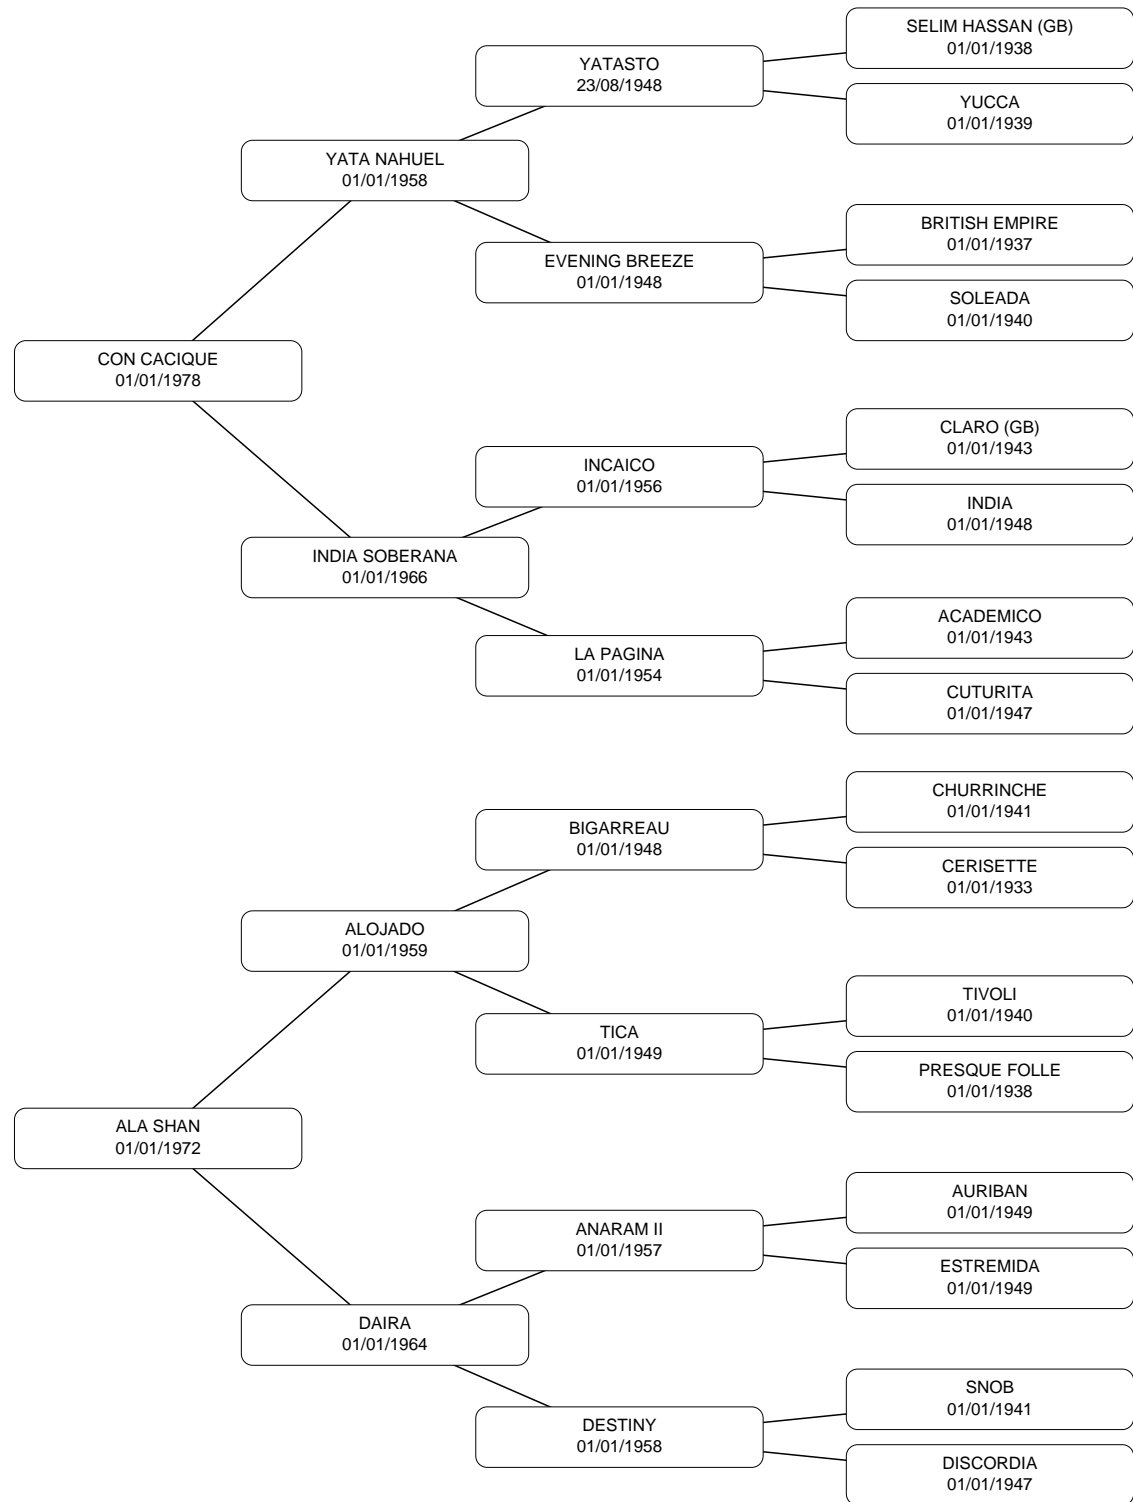 SELIM HASSAN (GB)
01/01/1938
YATASTO
23/08/1948
YUCCA
01/01/1939
YATA NAHUEL
01/01/1958
BRITISH EMPIRE
01/01/1937
EVENING BREEZE
01/01/1948
SOLEADA
01/01/1940
CON CACIQUE
01/01/1978
CLARO (GB)
01/01/1943
INCAICO
01/01/1956
INDIA
01/01/1948
INDIA SOBERANA
01/01/1966
ACADEMICO
01/01/1943
LA PAGINA
01/01/1954
CUTURITA
01/01/1947
CHURRINCHE
01/01/1941
BIGARREAU
01/01/1948
CERISETTE
01/01/1933
ALOJADO
01/01/1959
TIVOLI
01/01/1940
TICA
01/01/1949
PRESQUE FOLLE
01/01/1938
ALA SHAN
01/01/1972
AURIBAN
01/01/1949
ANARAM II
01/01/1957
ESTREMIDA
01/01/1949
DAIRA
01/01/1964
SNOB
01/01/1941
DESTINY
01/01/1958
DISCORDIA
01/01/1947